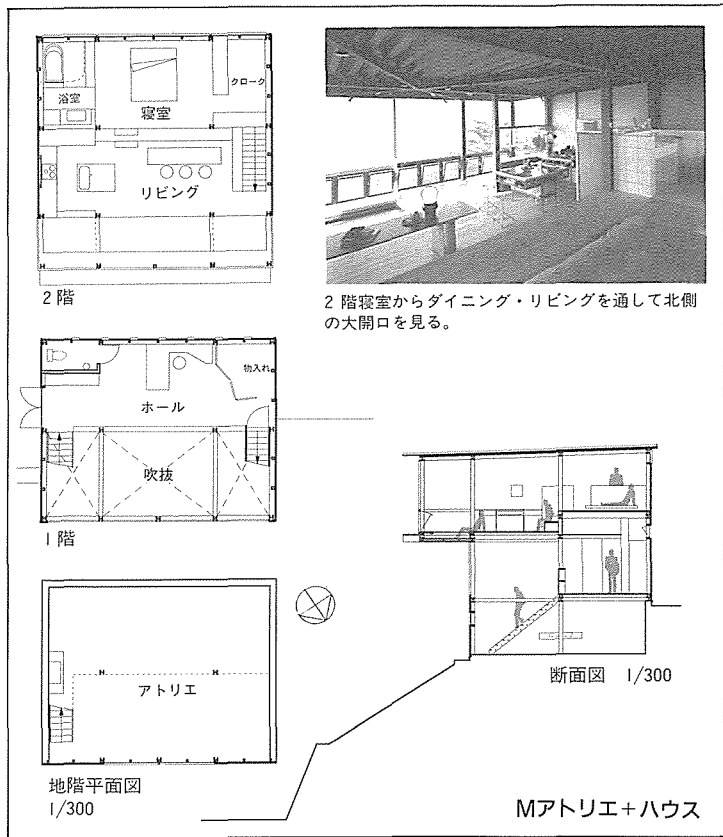 クローク
浴室
寝室
リビング
2階
2階寝室からダイニング・リビングを通して北側
の大開口を見る。
物入れ
ホール
吹抜
1階
アトリエ
地階平面図
1/300
断面図 1/300
Mアトリエ+ハウス